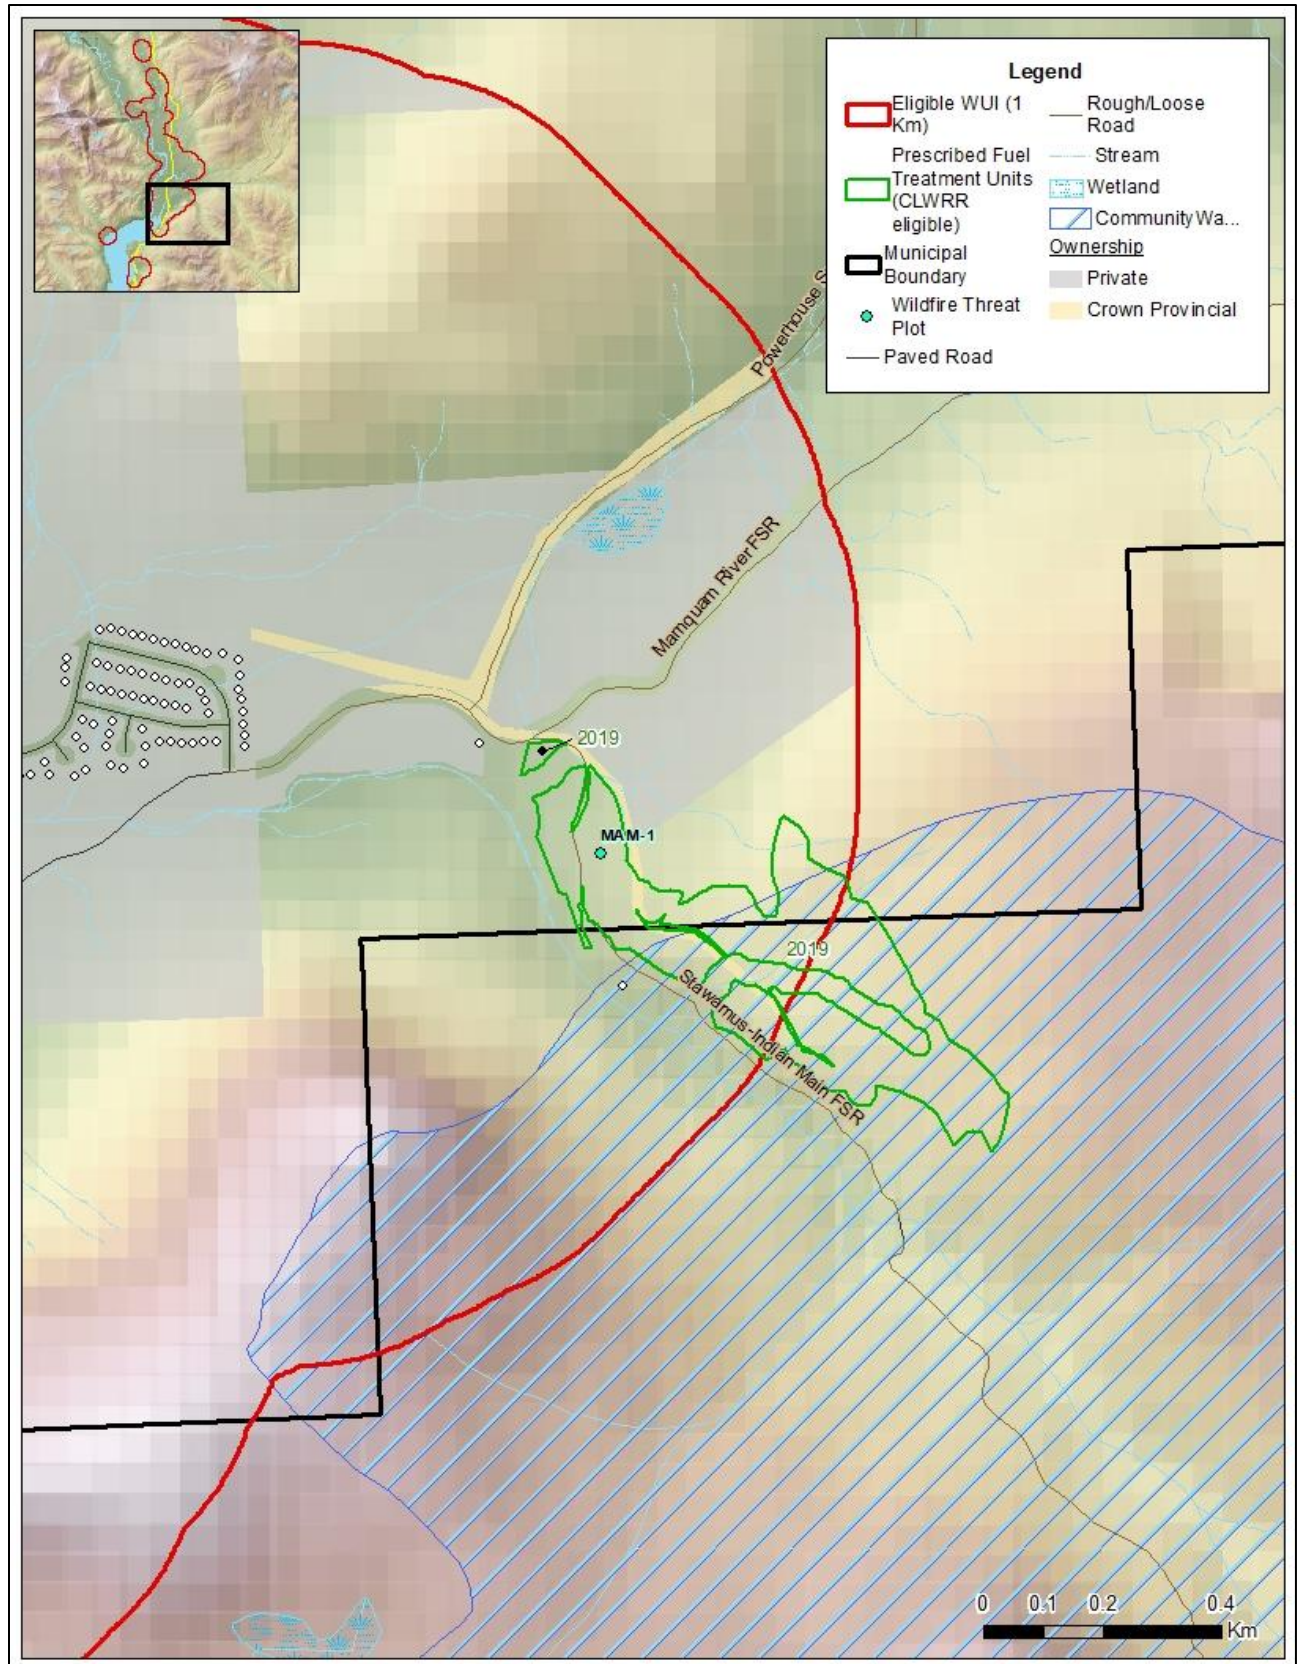 Legend
Eligible WUI (1
Km)
Prescribed Fuel
Treatment Units
(CLWRR
eligible)
Municipal
Boundary
Wildfire Threat
Plot
Paved Road
Rough/Loose
Road
Stream
Wetland
Community Wa...
Ownership
Private
Crown Provincial
Powerhouse S
Mamquam River FSR
2019
MAM-1
2019
Stawamus-Indian Main FSR
0 0.1 0.2 0.4
Km